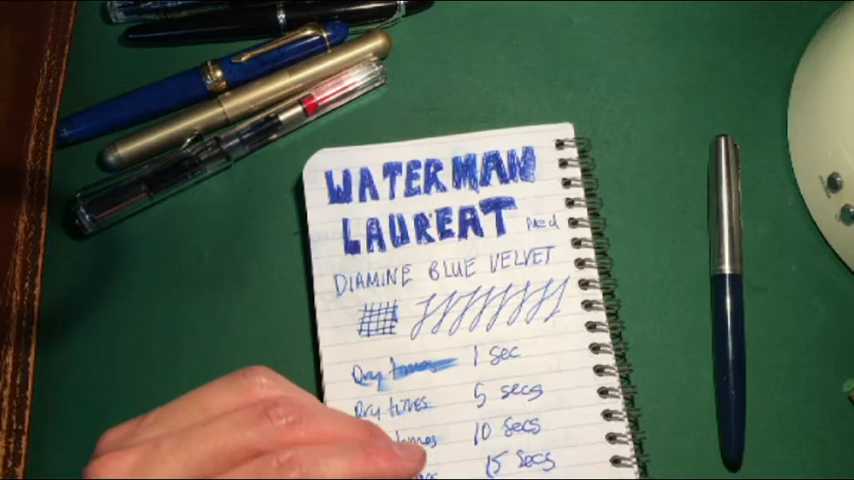 WATERMAN
LAUREAT Med
DIAMINE BLUE VELVET
Dry times 1 sec
Dry times 5 secs
10 secs
15 secs